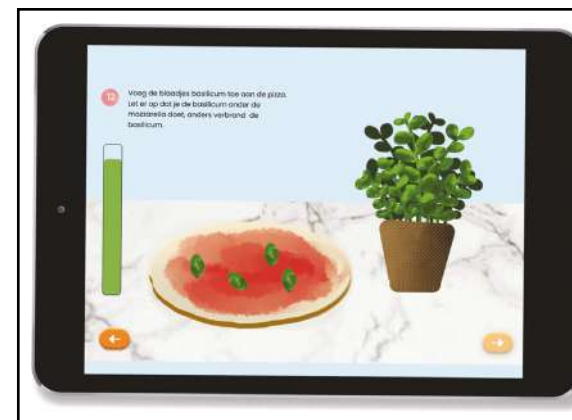 12
Voeg de blaadjes basilicum toe aan de pizza.
Let er op dat je de basilicum onder de
mozzarella doet, anders verbrand de
basilicum.